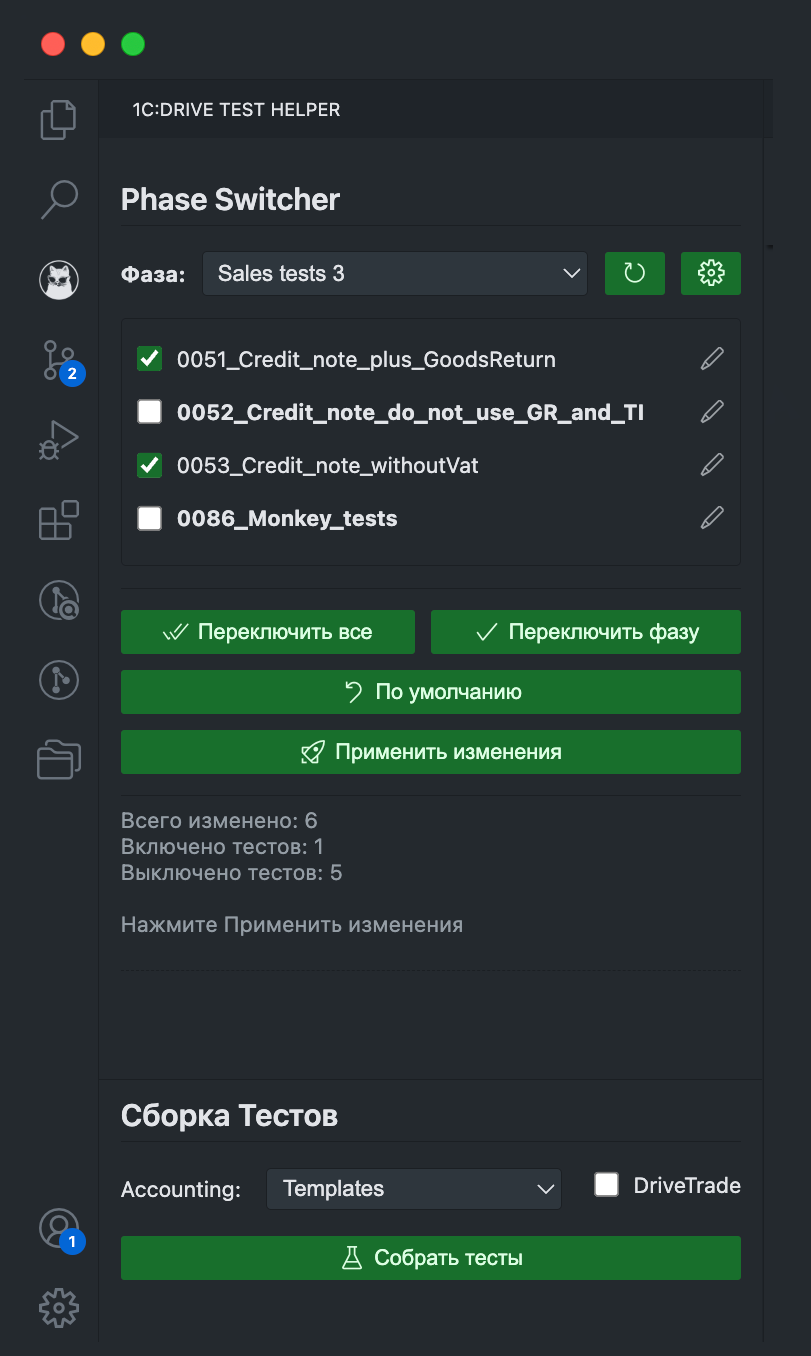 1C:DRIVE TEST HELPER
Phase Switcher
Фаза: Sales tests 3
0051_Credit_note_plus_GoodsReturn
0052_Credit_note_do_not_use_GR_and_TI
0053_Credit_note_withoutVat
0086_Monkey_tests
2
Переключить все Переключить фазу
По умолчанию
Применить изменения
Всего изменено: 6
Включено тестов: 1
Выключено тестов: 5
Нажмите Применить изменения
Сборка Тестов
Accounting: Templates DriveTrade
1
Собрать тесты